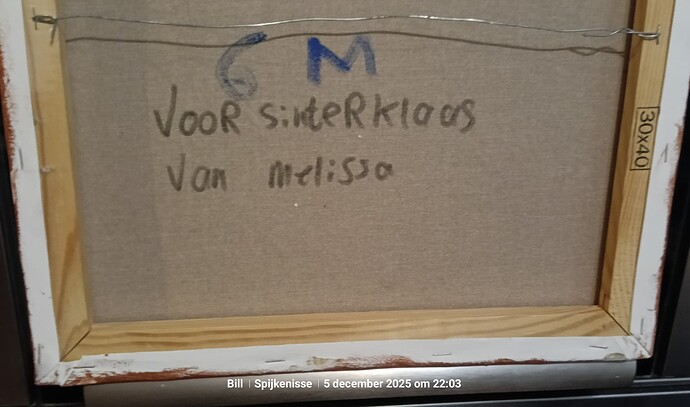 6 M
VOOR SinteRklaas
Van melissa
30x40
Bill | Spijkenisse | 5 december 2025 om 22:03